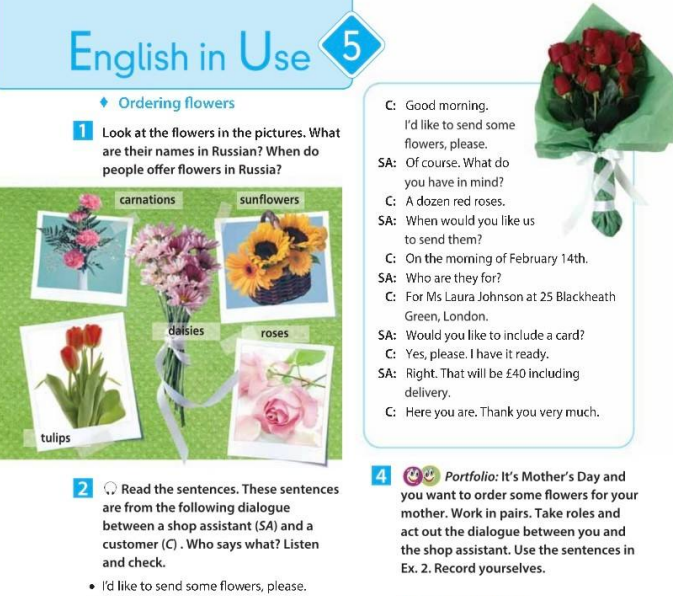 English in Use 5
♦ Ordering flowers
1 Look at the flowers in the pictures. What
are their names in Russian? When do
people offer flowers in Russia?
carnations
sunflowers
daisies
roses
tulips
2 Read the sentences. These sentences
are from the following dialogue
between a shop assistant (SA) and a
customer (C) . Who says what? Listen
and check.
• I'd like to send some flowers, please.
C: Good morning.
I'd like to send some
flowers, please.
SA: Of course. What do
you have in mind?
C: A dozen red roses.
SA: When would you like us
to send them?
C: On the morning of February 14th.
SA: Who are they for?
C: For Ms Laura Johnson at 25 Blackheath
Green, London.
SA: Would you like to include a card?
C: Yes, please. I have it ready.
SA: Right. That will be £40 including
delivery.
C: Here you are. Thank you very much.
4 Portfolio: It's Mother's Day and
you want to order some flowers for your
mother. Work in pairs. Take roles and
act out the dialogue between you and
the shop assistant. Use the sentences in
Ex. 2. Record yourselves.